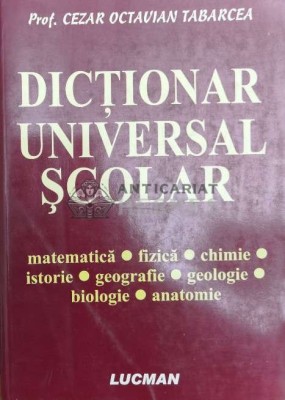 Prof. CEZAR OCTAVIAN TABARCEA
DICȚIONAR
UNIVERSAL
ȘCOLAR
ANTICARIAT
matematică ● fizică ● chimie ●
istorie ● geografie ● geologie ●
biologie ● anatomie
LUCMAN